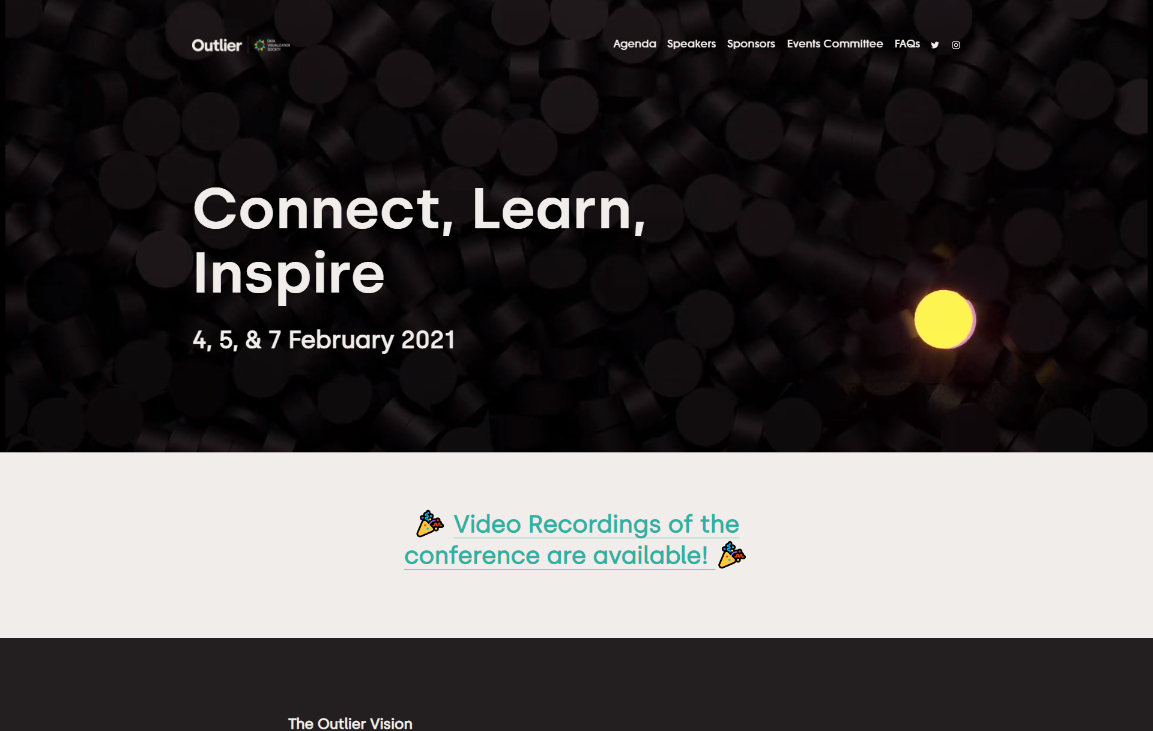 Outlier
DATA
VISUALIZATION
SOCIETY
Agenda Speakers Sponsors Events Committee FAQs
Connect, Learn,
Inspire
4, 5, & 7 February 2021
Video Recordings of the
conference are available!
The Outlier Vision